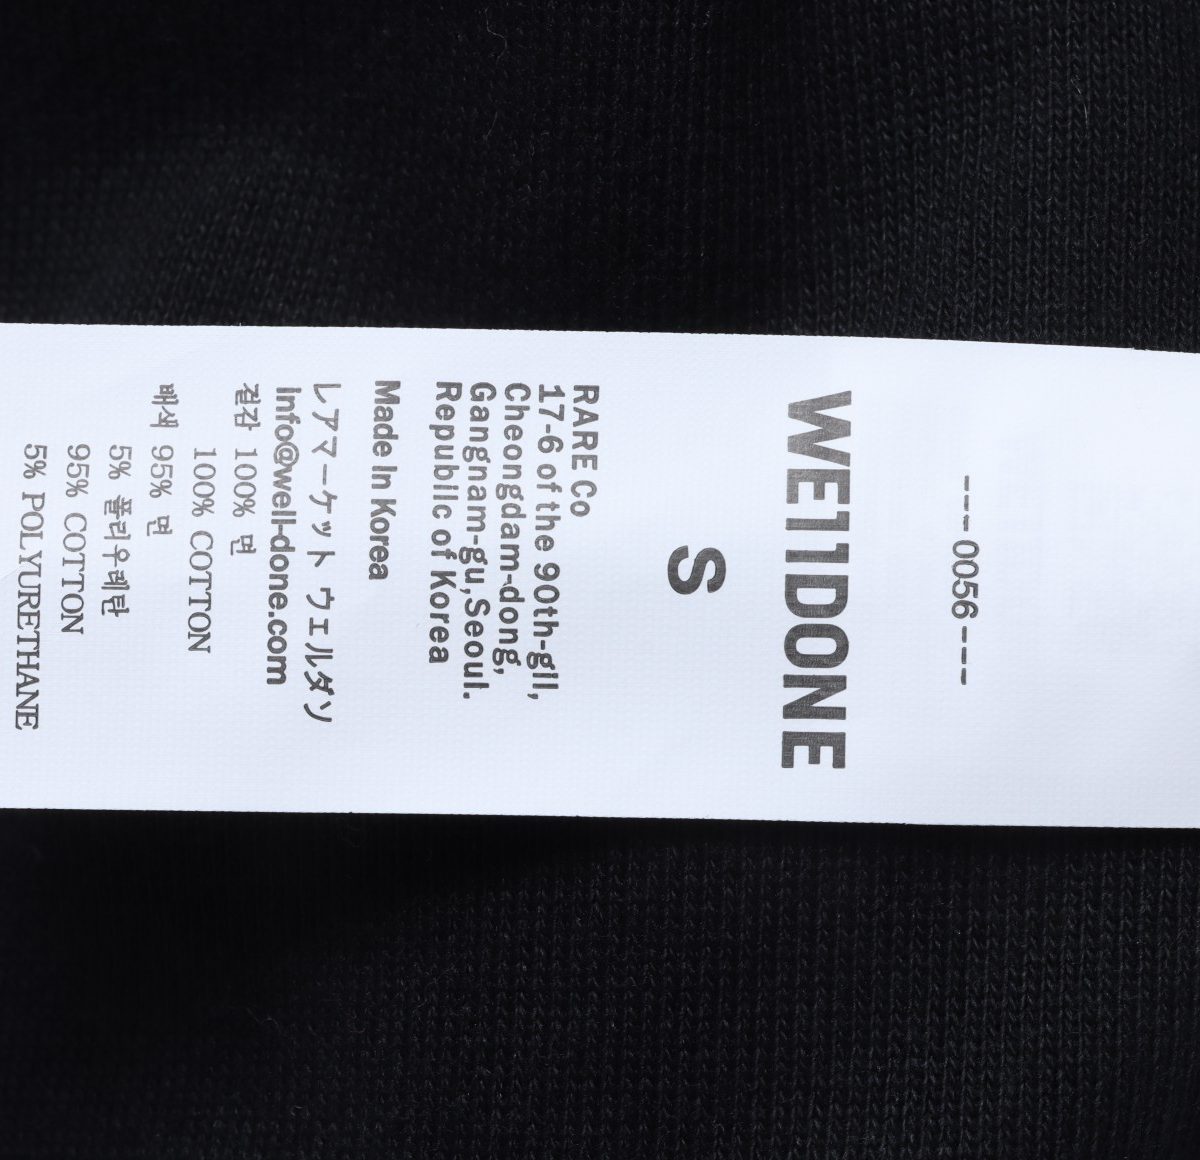 ---0056---
WE11DONE
S
RARE Co
17-6 of the 90th-gil,
Cheongdam-dong,
Gangnam-gu,Seoul.
Republic of Korea
Made In Korea
レアマーケット ウェルダン
Info@well-done.com
겉감 100% 면
100% COTTON
배색 95% 면
5% 폴리우레탄
95% COTTON
5% POLYURETHANE